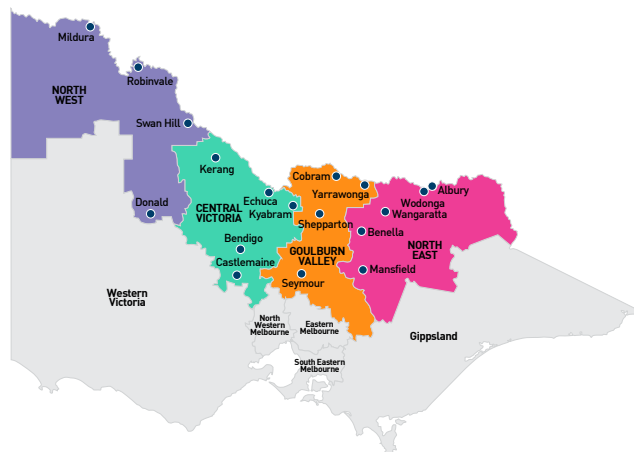 Mildura
Robinvale
NORTH
WEST
Swan Hill
Kerang
Cobram
Yarrawonga
Albury
Wodonga
Donald
Echuca
CENTRAL
VICTORIA
Kyabram
Wangaratta
Shepparton
Benella
Bendigo
GOULBURN
VALLEY
NORTH
EAST
Castlemaine
Seymour
Mansfield
Western
Victoria
North
Western
Melbourne
Eastern
Melbourne
Gippsland
South Eastern
Melbourne